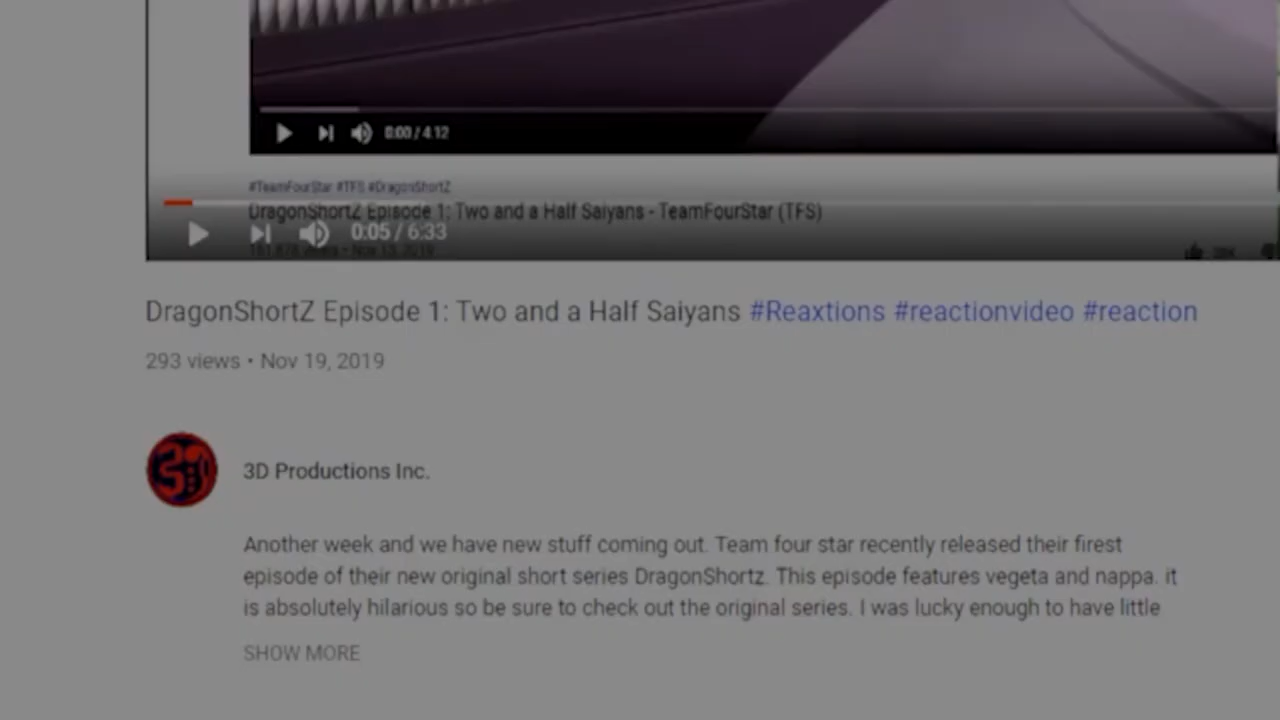 0:00 / 4:12
#TeamFourStar #TFS #DragonShortZ
DragonShortZ Episode 1: Two and a Half Saiyans - TeamFourStar (TFS)
0:05 / 6:33
DragonShortZ Episode 1: Two and a Half Saiyans #Reaxtions #reactionvideo #reaction
293 views • Nov 19, 2019
3D Productions Inc.
Another week and we have new stuff coming out. Team four star recently released their firest
episode of their new original short series DragonShortz. This episode features vegeta and nappa. it
is absolutely hilarious so be sure to check out the original series. I was lucky enough to have little
SHOW MORE